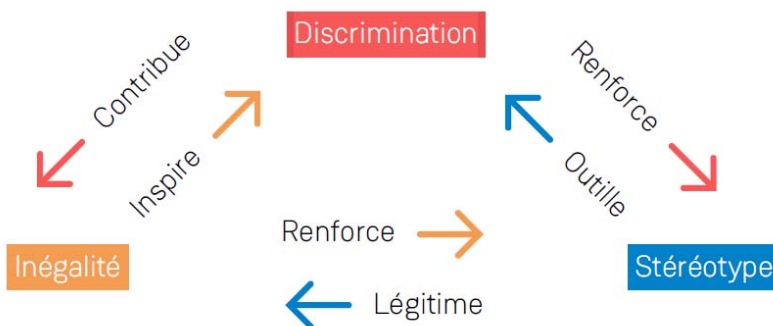 Discrimination
Contribue
Renforce
Inspire
Outille
Renforce
Inégalité
Stéréotype
Légitime